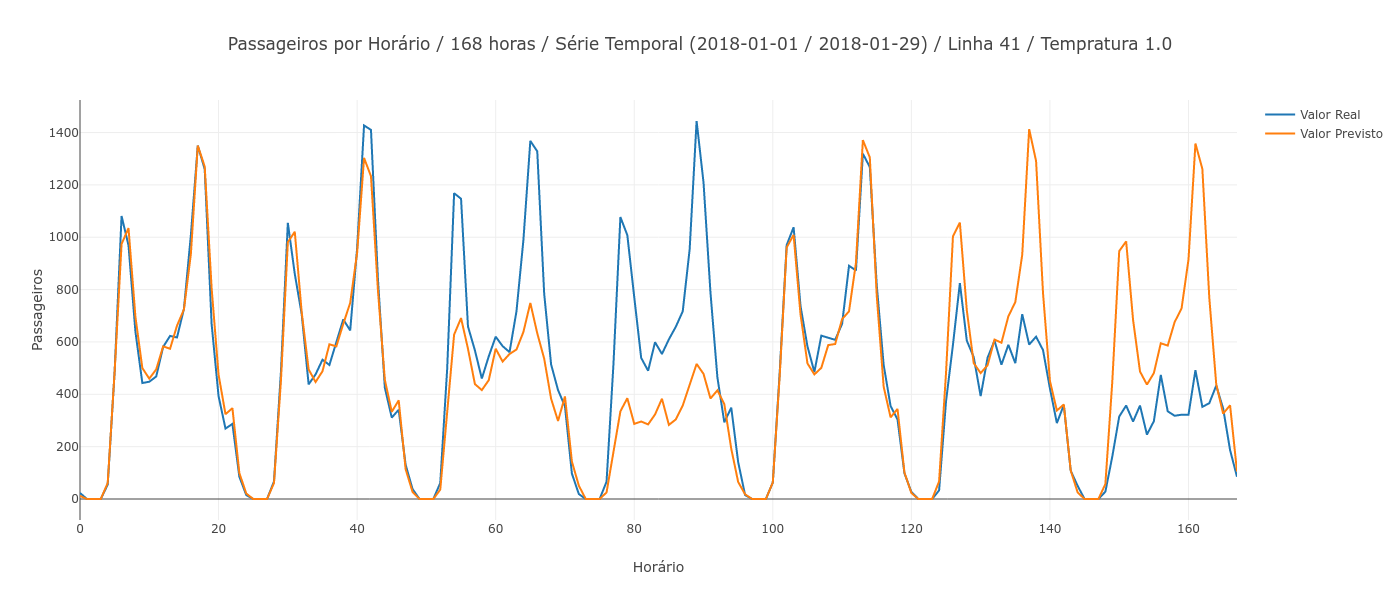 Passageiros por Horário / 168 horas / Série Temporal (2018-01-01 / 2018-01-29) / Linha 41 / Tempratura 1.0
Valor Real
Valor Previsto
1400
1200
1000
800
600
400
200
0
Passageiros
0 20 40 60 80 100 120 140 160
Horário